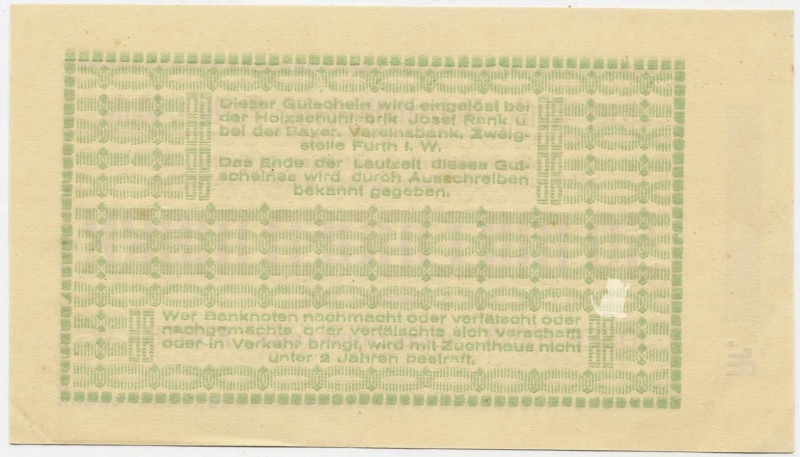 Dieser Gutschein wird eingelöst bei
der Holzschuhfabrik Josef Rank u
bei der Bayer. Vereinsbank, Zweig-
stelle Furth i. W.
Das Ende der Laufzeit dieses Gut-
scheines wird durch Ausschreiben
bekannt gegeben.
Wer Banknoten nachmacht oder verfälscht oder
nachgemachte oder verfälschte sich verschafft
oder in Verkehr bringt, wird mit Zuchthaus nicht
unter 2 Jahren bestraft.